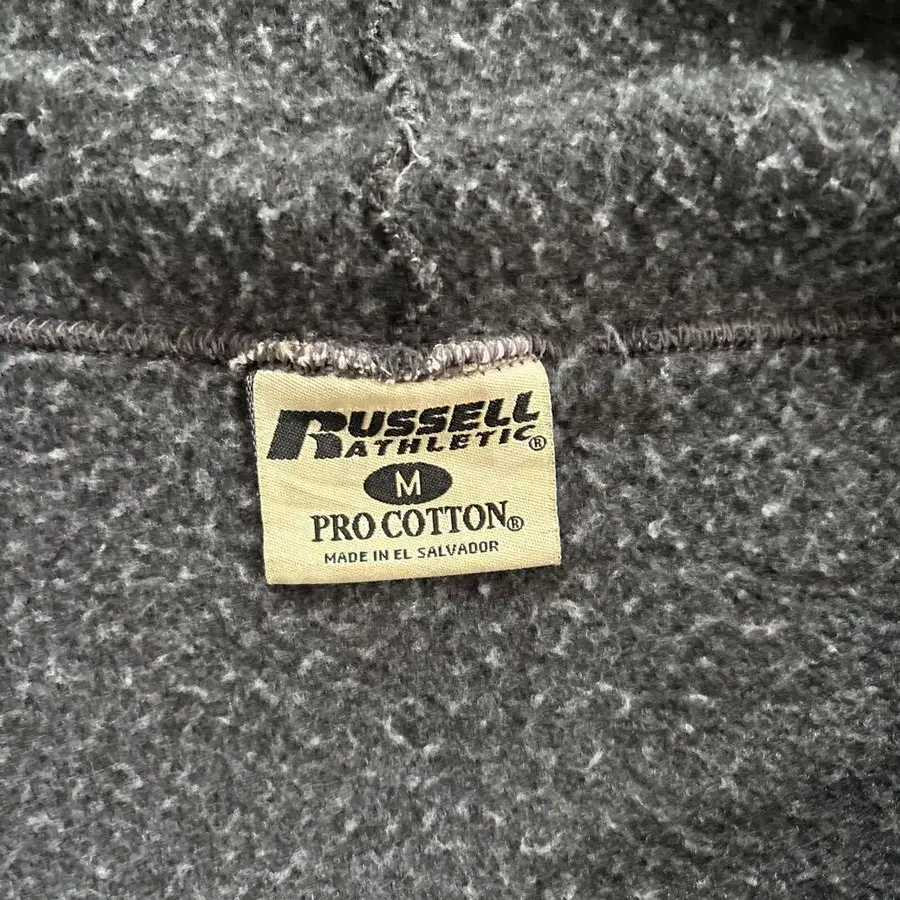 RUSSELL
ATHLETIC®
M
PRO COTTON®
MADE IN EL SALVADOR